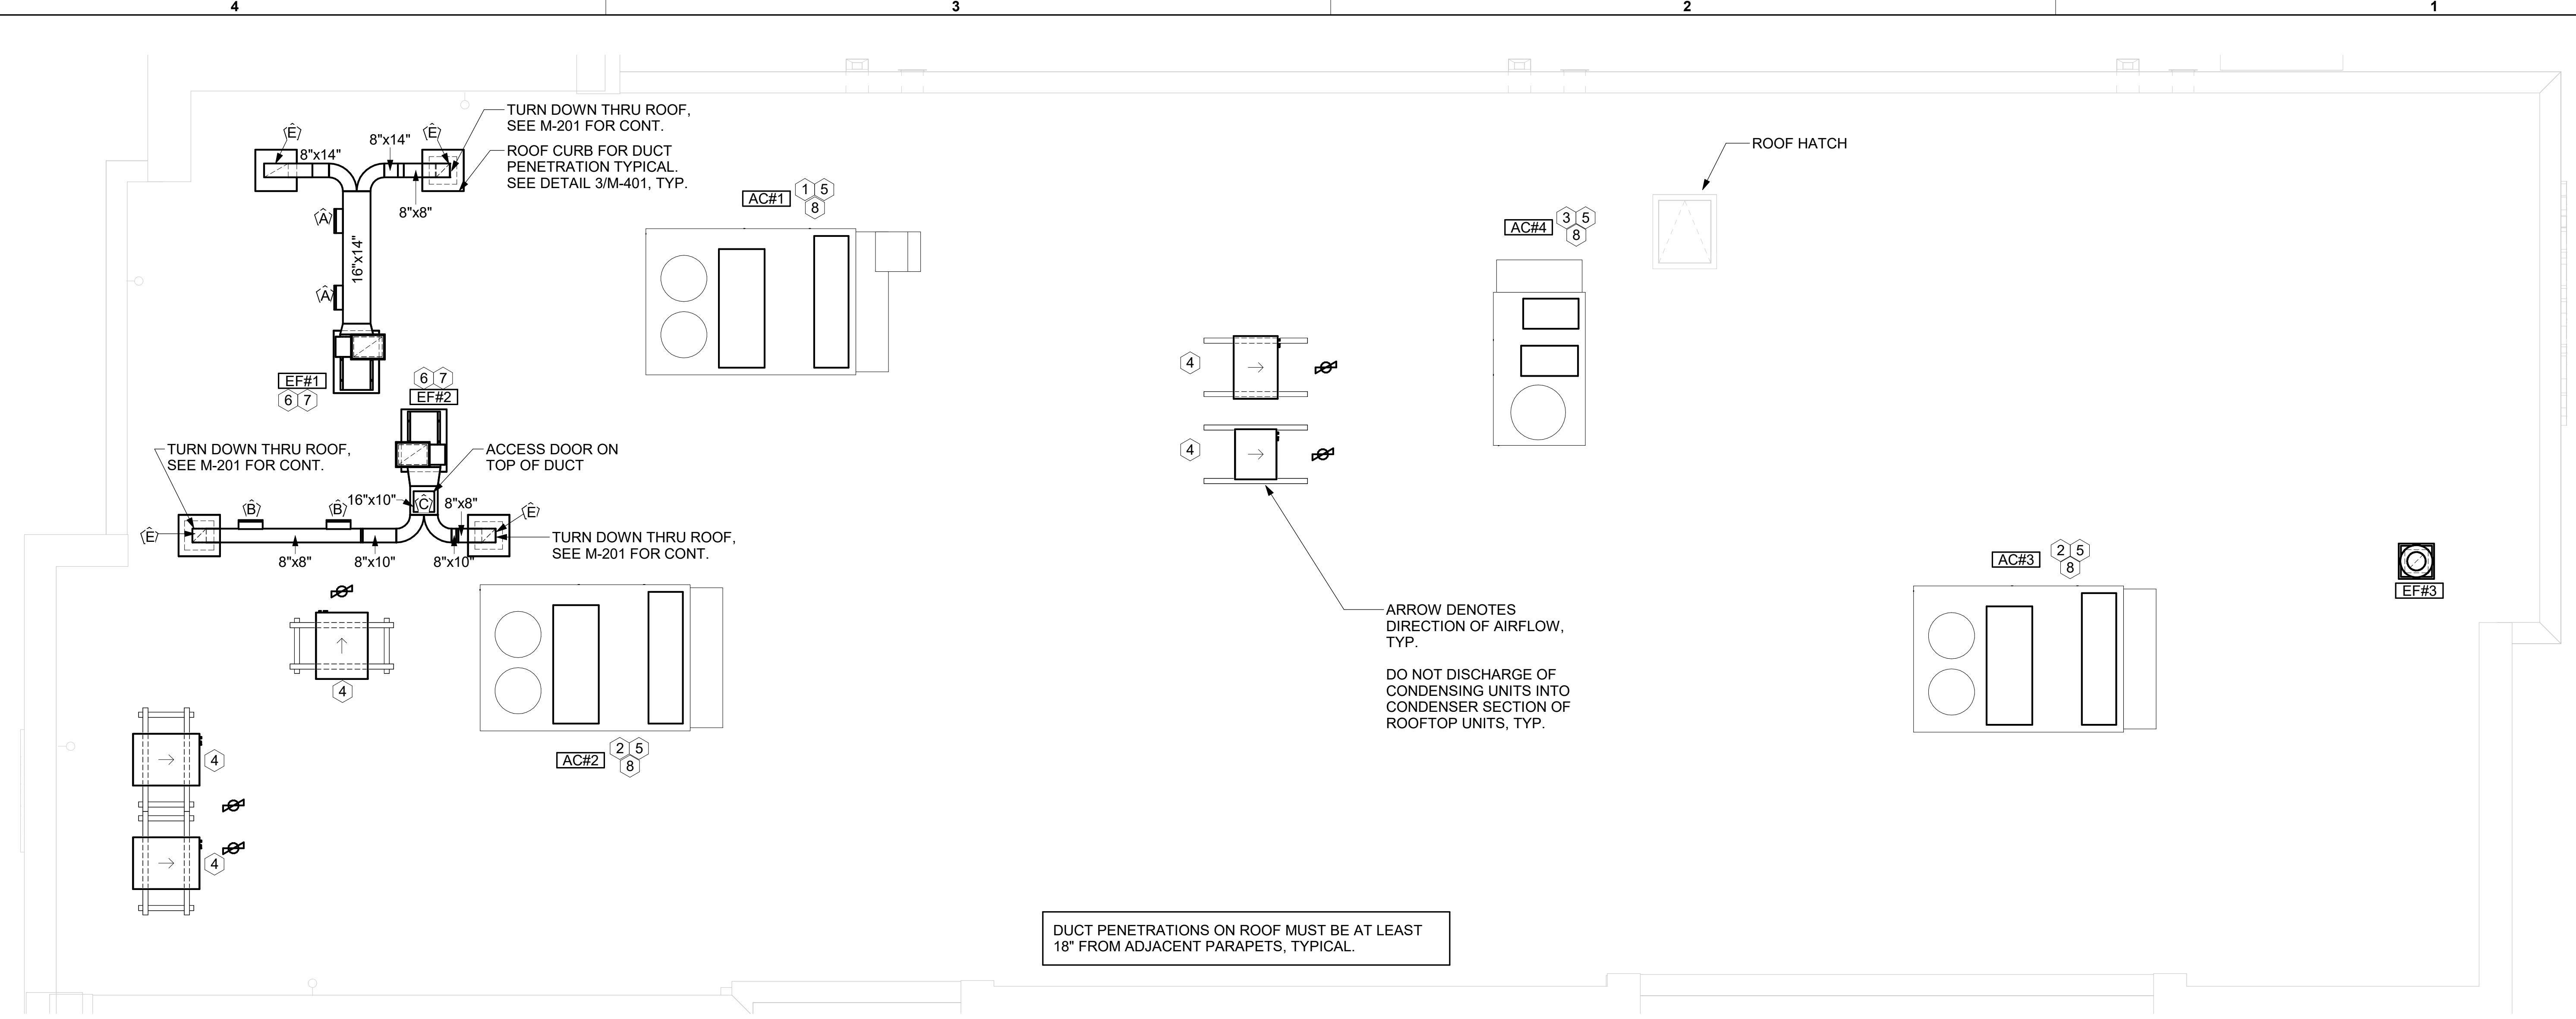 4
3
2
1
TURN DOWN THRU ROOF,
SEE M-201 FOR CONT.
ROOF CURB FOR DUCT
PENETRATION TYPICAL.
SEE DETAIL 3/M-401, TYP.
E
8"x14"
8"x14"
E
8"x8"
A
16"x14"
A
EF#1
6 7
6 7
EF#2
AC#1
1 5
8
ROOF HATCH
AC#4
3 5
8
4
4
TURN DOWN THRU ROOF,
SEE M-201 FOR CONT.
ACCESS DOOR ON
TOP OF DUCT
B
B
16"x10"
C
8"x8"
E
E
8"x8"
8"x10"
8"x10"
TURN DOWN THRU ROOF,
SEE M-201 FOR CONT.
AC#3
2 5
8
EF#3
ARROW DENOTES
DIRECTION OF AIRFLOW,
TYP.
DO NOT DISCHARGE OF
CONDENSING UNITS INTO
CONDENSER SECTION OF
ROOFTOP UNITS, TYP.
4
AC#2
2 5
8
4
4
DUCT PENETRATIONS ON ROOF MUST BE AT LEAST
18" FROM ADJACENT PARAPETS, TYPICAL.